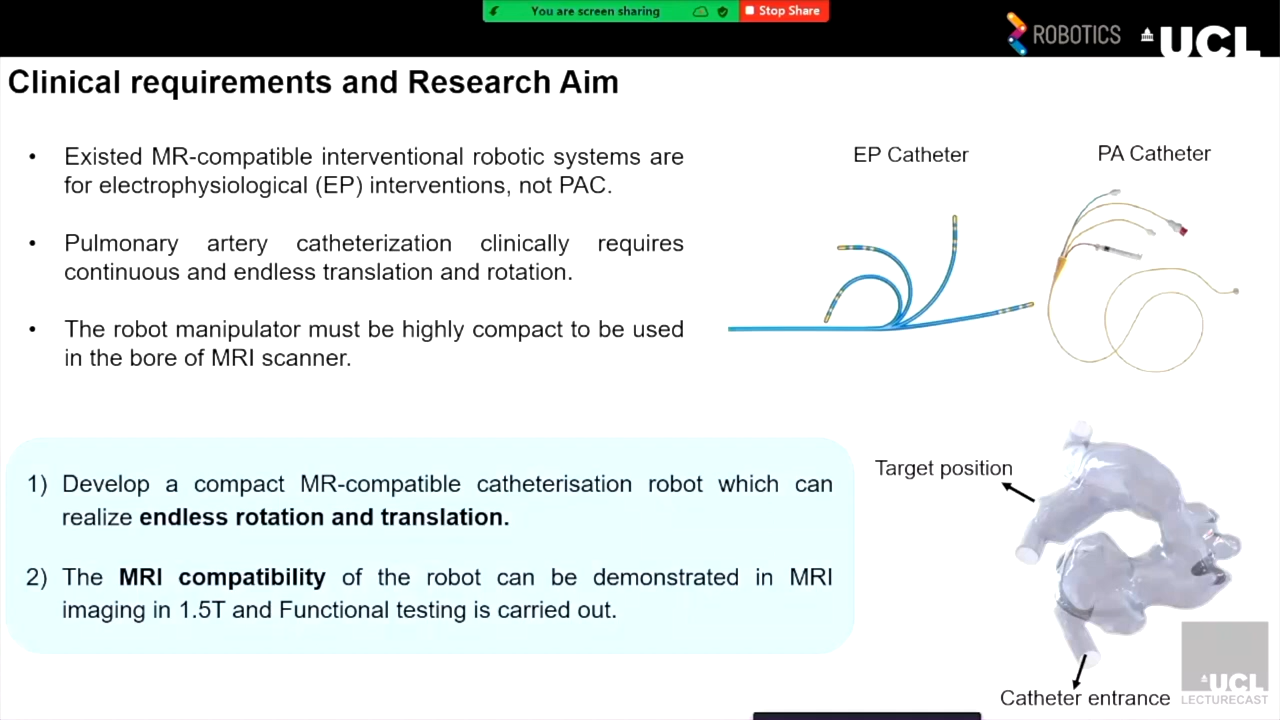 You are screen sharing
Stop Share
ROBOTICS
UCL
Clinical requirements and Research Aim
• Existed MR-compatible interventional robotic systems are
for electrophysiological (EP) interventions, not PAC.
• Pulmonary artery catheterization clinically requires
continuous and endless translation and rotation.
• The robot manipulator must be highly compact to be used
in the bore of MRI scanner.
EP Catheter
PA Catheter
1) Develop a compact MR-compatible catheterisation robot which can
realize endless rotation and translation.
2) The MRI compatibility of the robot can be demonstrated in MRI
imaging in 1.5T and Functional testing is carried out.
Target position
Catheter entrance
UCL
LECTURECAST